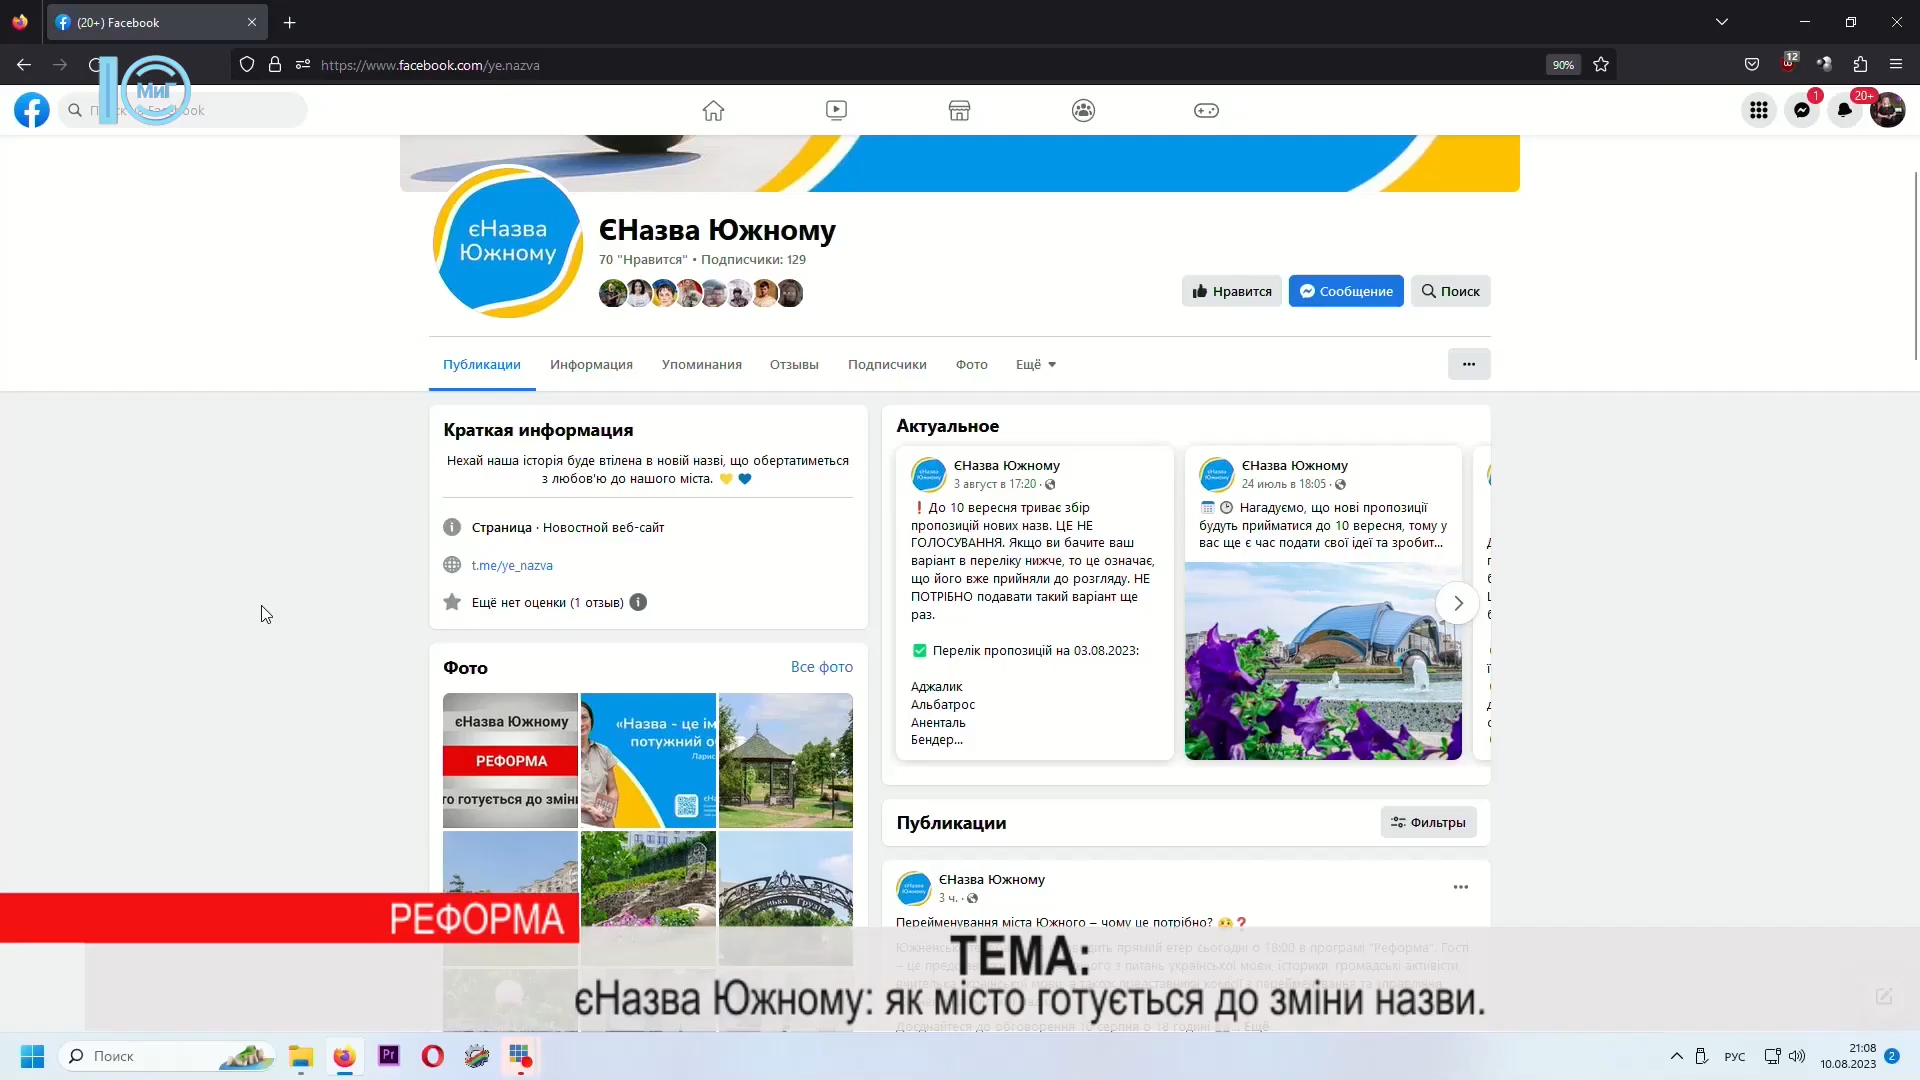 (20+) Facebook
https://www.facebook.com/ye.nazva
90%
12
МиГ
1
20+
єНазва
Южному
ЄНазва Южному
70 "Нравится" • Подписчики: 129
Нравится
Сообщение
Поиск
Публикации
Информация
Упоминания
Отзывы
Подписчики
Фото
Ещё
Краткая информация
Нехай наша історія буде втілена в новій назві, що обертатиметься
з любов'ю до нашого міста.
Страница · Новостной веб-сайт
t.me/ye_nazva
Ещё нет оценки (1 отзыв)
Фото
Все фото
єНазва Южному
РЕФОРМА
то готується до зміни
«Назва - це ім
потужний о
Ларис
Актуальное
ЄНазва Южному
3 август в 17:20 ·
❗ До 10 вересня триває збір
пропозицій нових назв. ЦЕ НЕ
ГОЛОСУВАННЯ. Якщо ви бачите ваш
варіант в переліку нижче, то це означає,
що його вже прийняли до розгляду. НЕ
ПОТРІБНО подавати такий варіант ще
раз.
✅ Перелік пропозицій на 03.08.2023:
Аджалик
Альбатрос
Аненталь
Бендер...
ЄНазва Южному
24 июль в 18:05 ·
Нагадуємо, що нові пропозиції
будуть прийматися до 10 вересня, тому у
вас ще є час подати свої ідеї та зробит...
Публикации
Фильтры
ЄНазва Южному
3 ч. ·
Перейменування міста Южного – чому це потрібно?
РЕФОРМА
ТЕМА:
єНазва Южному: як місто готується до зміни назви.
Поиск
РУС
21:08
10.08.2023
2